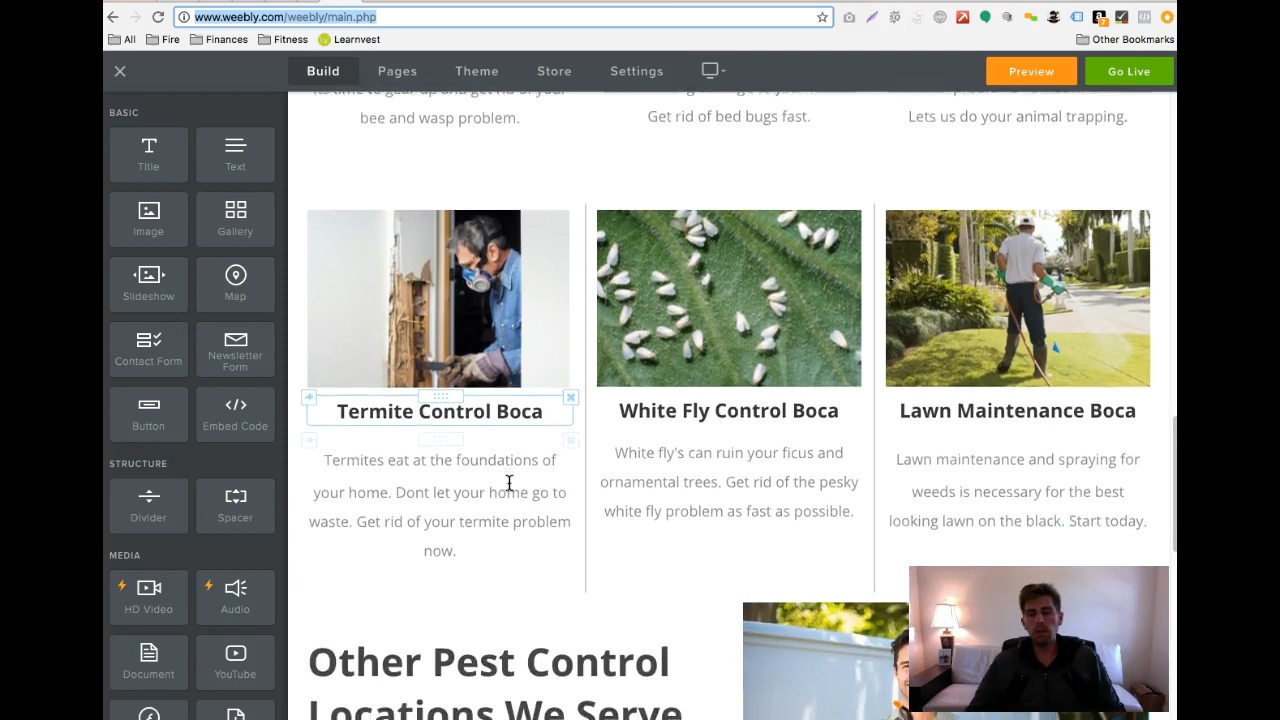 www.weebly.com/weebly/main.php
All
Fire
Finances
Fitness
Learnvest
Other Bookmarks
Build
Pages
Theme
Store
Settings
Preview
Go Live
BASIC
Title
Text
Image
Gallery
Slideshow
Map
Contact Form
Newsletter
Form
Button
Embed Code
STRUCTURE
Divider
Spacer
MEDIA
HD Video
Audio
Document
YouTube
bee and wasp problem.
Get rid of bed bugs fast.
Lets us do your animal trapping.
Termite Control Boca
Termites eat at the foundations of
your home. Dont let your home go to
waste. Get rid of your termite problem
now.
White Fly Control Boca
White fly's can ruin your ficus and
ornamental trees. Get rid of the pesky
white fly problem as fast as possible.
Lawn Maintenance Boca
Lawn maintenance and spraying for
weeds is necessary for the best
looking lawn on the black. Start today.
Other Pest Control
Locations We Serve